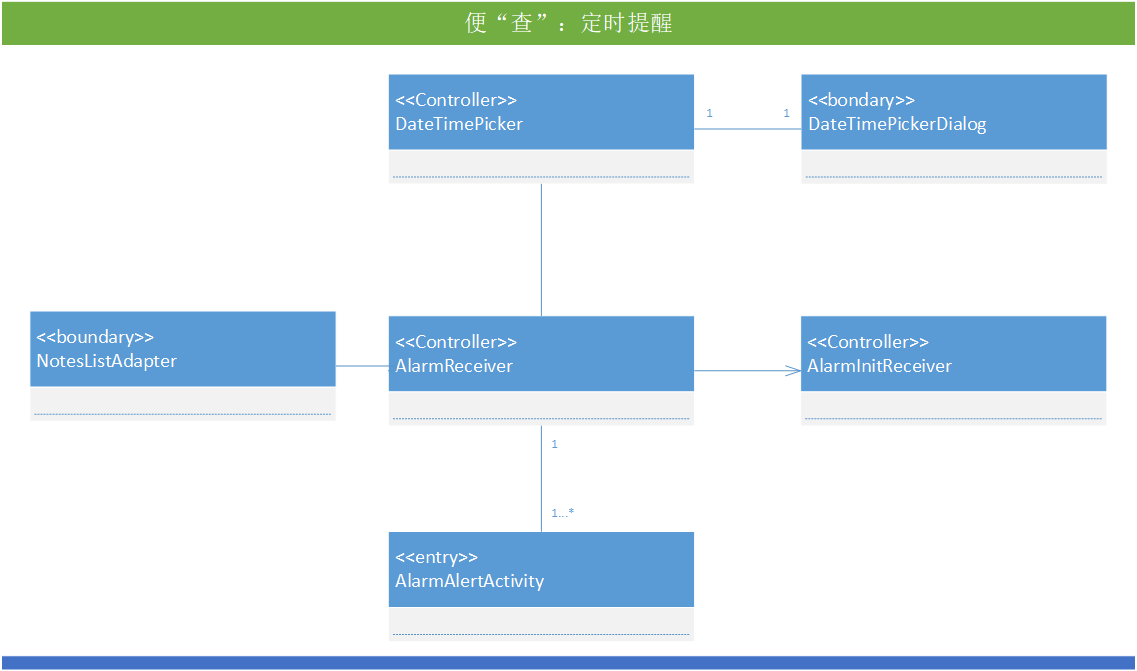 便“查”：定时提醒
<<Controller>>
DateTimePicker
1
1
<<bondary>>
DateTimePickerDialog
<<boundary>>
NotesListAdapter
<<Controller>>
AlarmReceiver
<<Controller>>
AlarmInitReceiver
1
1...*
<<entry>>
AlarmAlertActivity